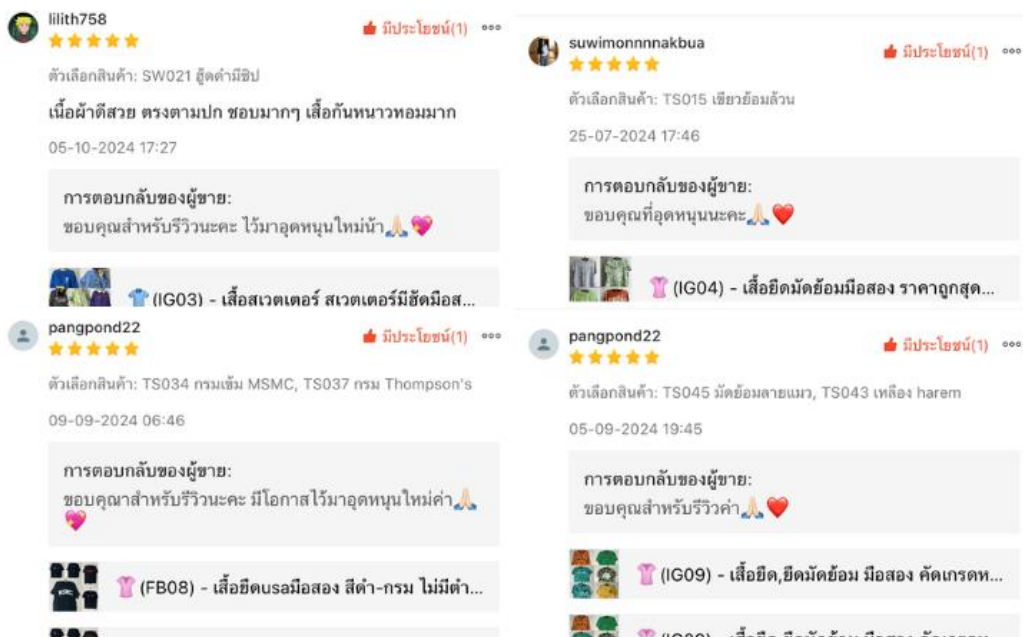 lilith758
มีประโยชน์(1)
ตัวเลือกสินค้า: SW021 ฮู้ดดำมีซิป
เนื้อผ้าดีสวย ตรงตามปก ชอบมากๆ เสื้อกันหนาวหอมมาก
05-10-2024 17:27
การตอบกลับของผู้ขาย:
ขอบคุณสำหรับรีวิวนะคะ ไว้มาอุดหนุนใหม่น้า🙏🏻💖
👕(IG03) - เสื้อสเวตเตอร์ สเวตเตอร์มีฮัดมือส...
pangpond22
มีประโยชน์(1)
ตัวเลือกสินค้า: TS034 กรมเข้ม MSMC, TS037 กรม Thompson's
09-09-2024 06:46
การตอบกลับของผู้ขาย:
ขอบคุณาสำหรับรีวิวนะคะ มีโอกาสไว้มาอุดหนุนใหม่ค่า🙏🏻
💖
👚(FB08) - เสื้อยืดusaมือสอง สีดำ-กรม ไม่มีตำ...
suwimonnnnakbua
มีประโยชน์(1)
ตัวเลือกสินค้า: TS015 เขียวย้อมล้วน
25-07-2024 17:46
การตอบกลับของผู้ขาย:
ขอบคุณที่อุดหนุนนะคะ🙏🏻❤️
👚(IG04) - เสื้อยืดมัดย้อมมือสอง ราคาถูกสุด...
pangpond22
มีประโยชน์(1)
ตัวเลือกสินค้า: TS045 มัดย้อมลายแมว, TS043 เหลือง harem
05-09-2024 19:45
การตอบกลับของผู้ขาย:
ขอบคุณสำหรับรีวิวค่า🙏🏻❤️
👚(IG09) - เสื้อยืด,ยืดมัดย้อม มือสอง คัดเกรดห...